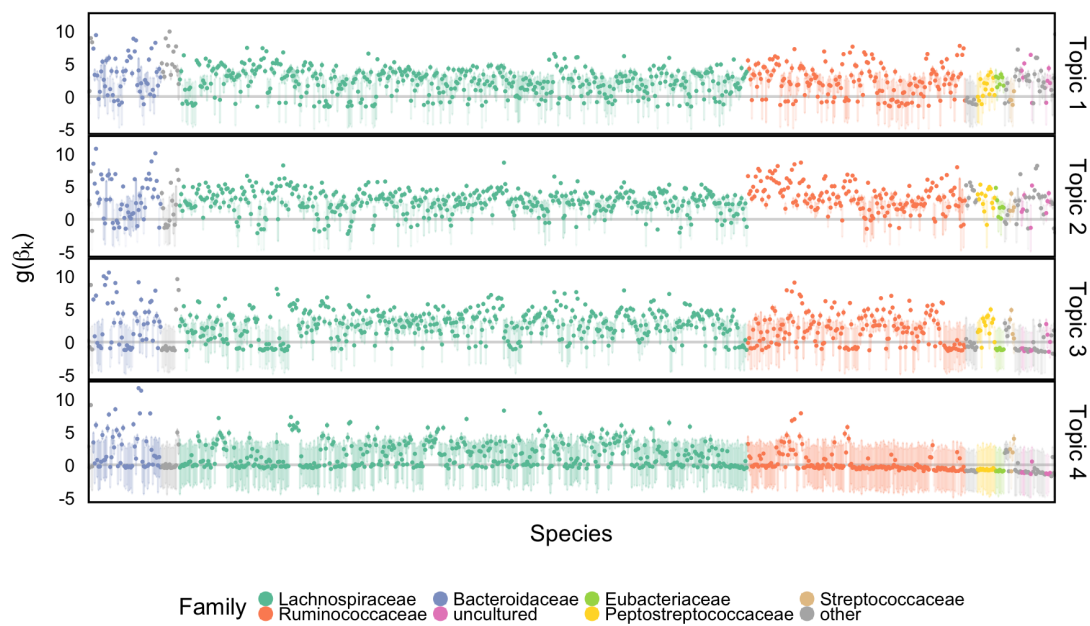 10
5
0
-5
Topic 1
10
5
0
-5
Topic 2
10
5
0
-5
Topic 3
10
5
0
-5
Topic 4
g(βk)
Species
Family
Lachnospiraceae
Bacteroidaceae
Eubacteriaceae
Streptococcaceae
Ruminococcaceae
uncultured
Peptostreptococcaceae
other